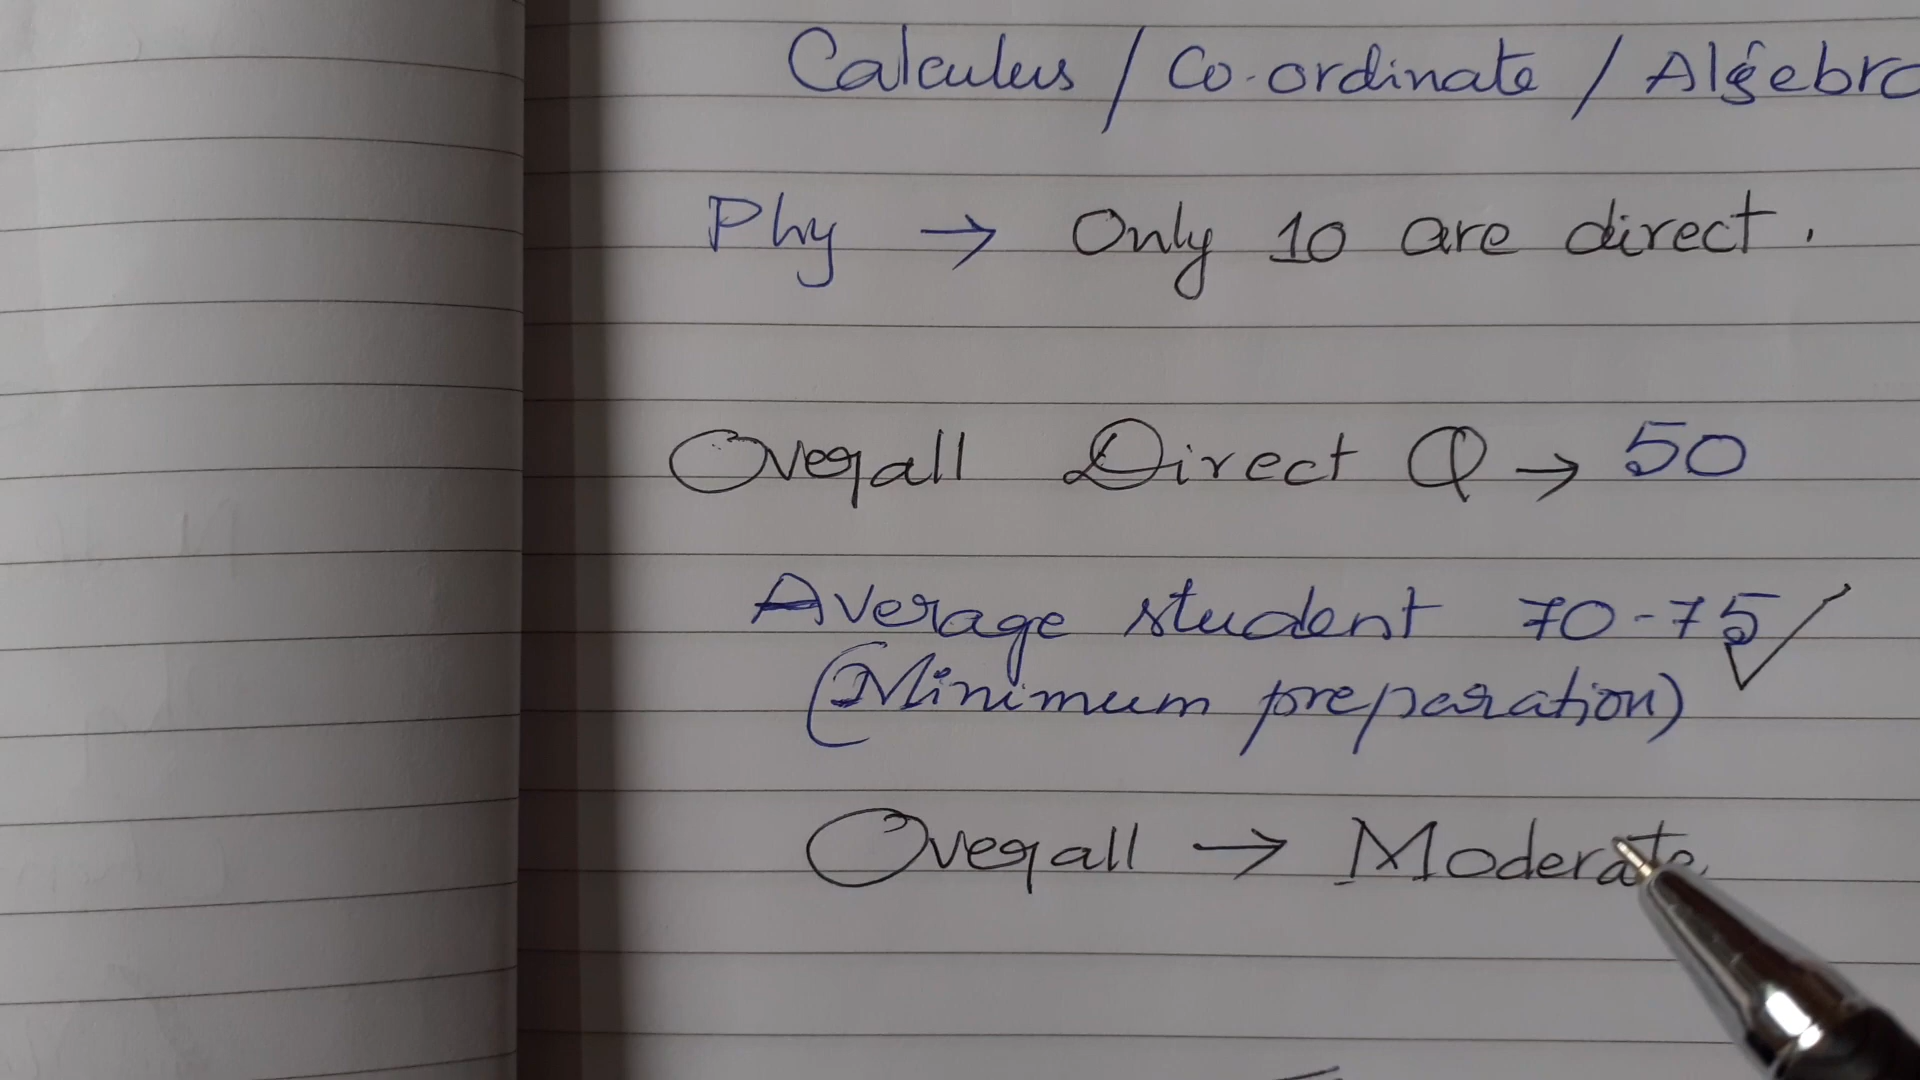 Calculus / Co-ordinate / Algebra
Phy → Only 10 are direct.
Overall Direct Q → 50
Average student 70-75 ✓
(Minimum preparation)
Overall → Moderate